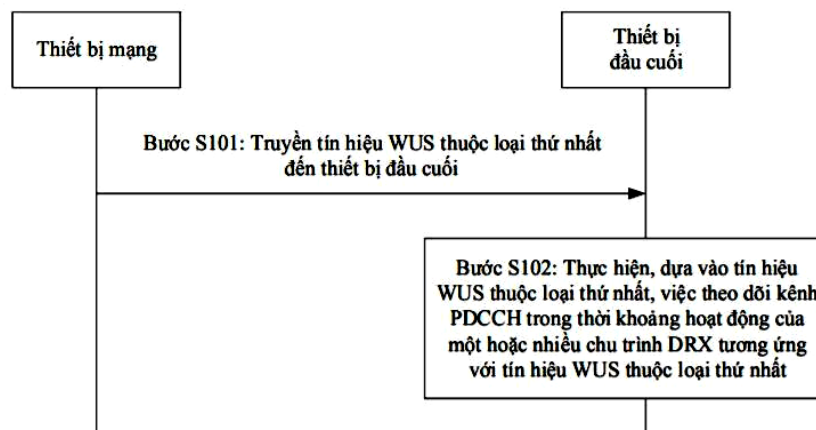 Thiết bị mạng
Thiết bị
đầu cuối
Bước S101: Truyền tín hiệu WUS thuộc loại thứ nhất
đến thiết bị đầu cuối
Bước S102: Thực hiện, dựa vào tín hiệu
WUS thuộc loại thứ nhất, việc theo dõi kênh
PDCCH trong thời khoảng hoạt động của
một hoặc nhiều chu trình DRX tương ứng
với tín hiệu WUS thuộc loại thứ nhất